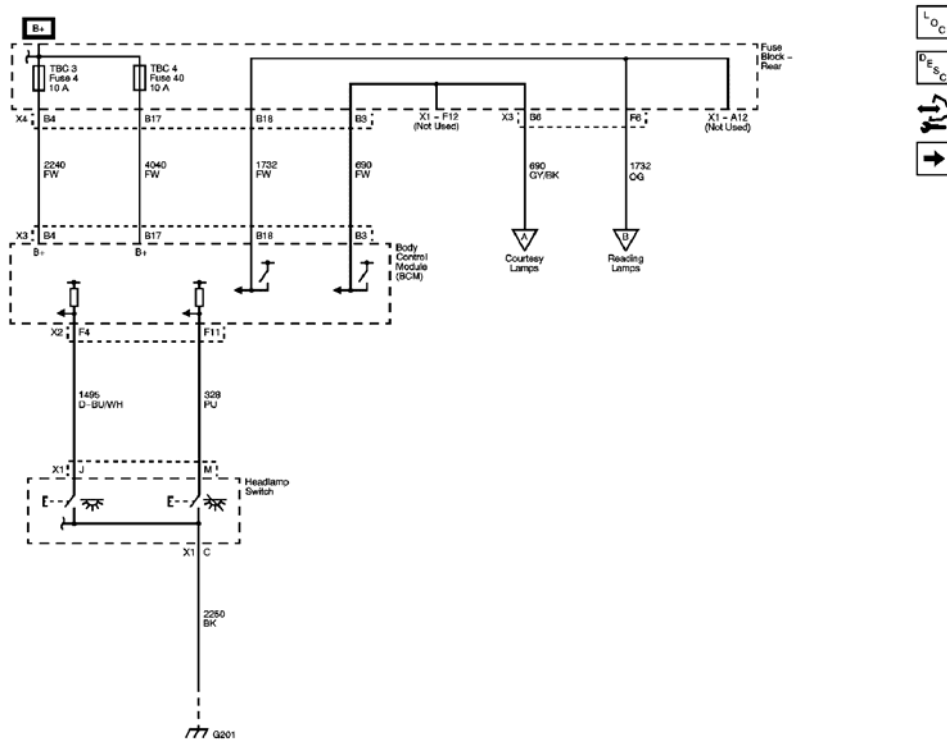 B+
TBC 3
Fuse 4
10 A
TBC 4
Fuse 40
10 A
Fuse
Block –
Rear
X4 B4 B17 B18 B3
X1 – F12
(Not Used)
X3 B6 F6
X1 – A12
(Not Used)
2240
FW
4040
FW
1732
FW
690
FW
690
GY/BK
1732
OG
X3 B4 B17 B18 B3
B+ B+
Body
Control
Module
(BCM)
A
Courtesy
Lamps
B
Reading
Lamps
X2 F4 F11
1495
D-BU/WH
328
PU
X1 J M
Headlamp
Switch
E E
X1 C
2250
BK
G201
LOC
DESC